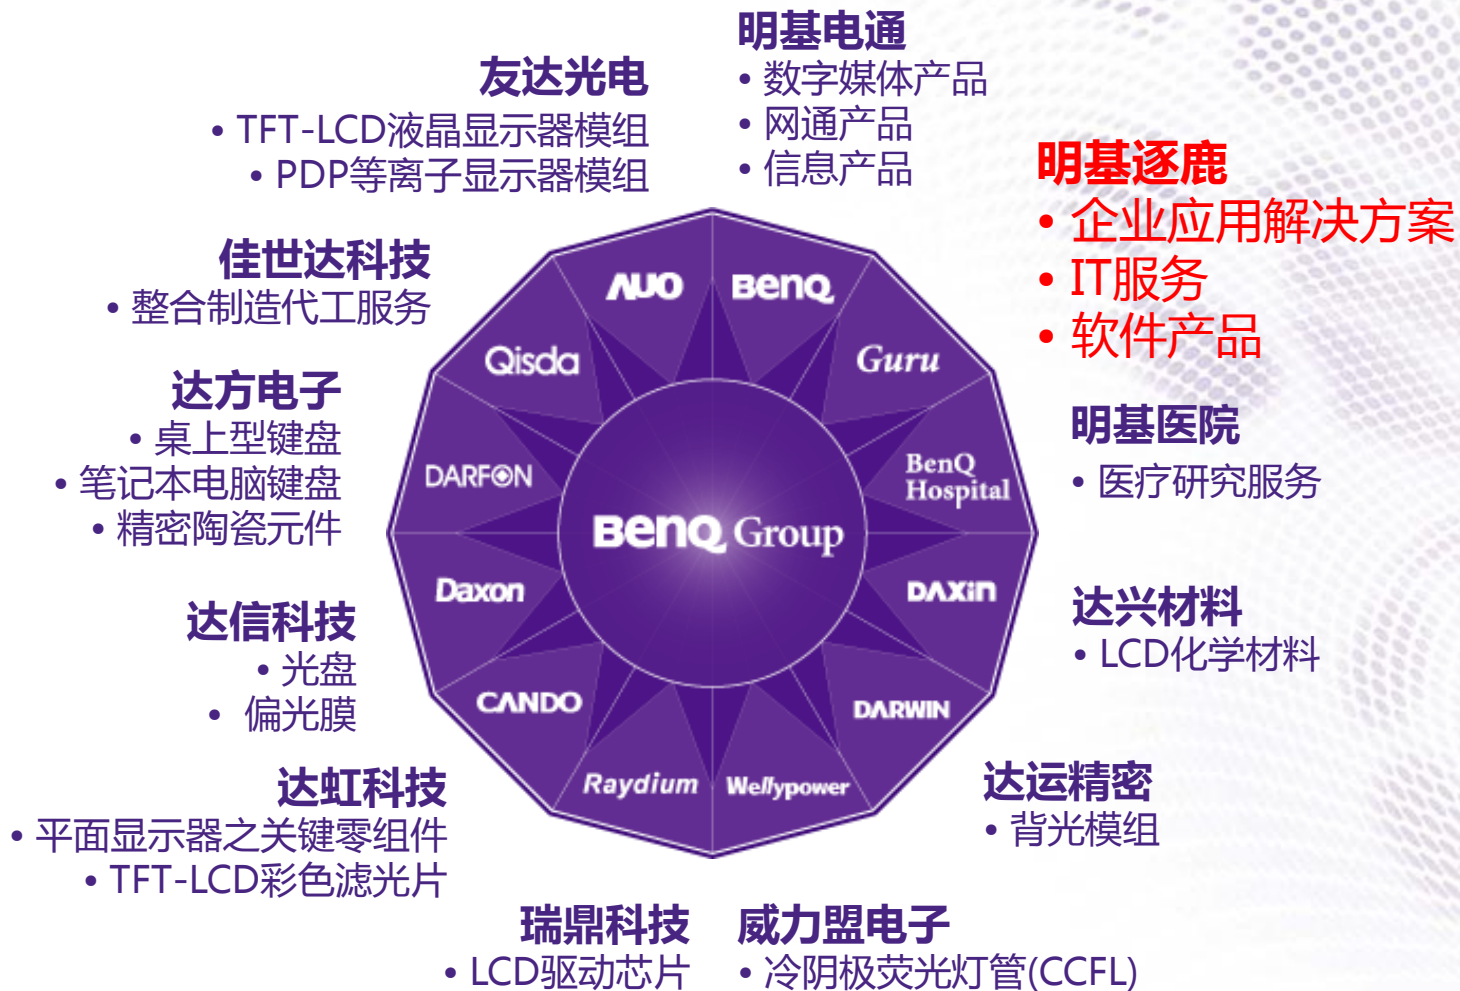 明基电通
• 数字媒体产品
• 网通产品
• 信息产品
友达光电
• TFT-LCD液晶显示器模组
• PDP等离子显示器模组
明基逐鹿
• 企业应用解决方案
• IT服务
• 软件产品
佳世达科技
• 整合制造代工服务
达方电子
• 桌上型键盘
• 笔记本电脑键盘
• 精密陶瓷元件
明基医院
• 医疗研究服务
达信科技
• 光盘
• 偏光膜
达兴材料
• LCD化学材料
达虹科技
• 平面显示器之关键零组件
• TFT-LCD彩色滤光片
达运精密
• 背光模组
瑞鼎科技
• LCD驱动芯片
威力盟电子
• 冷阴极荧光灯管(CCFL)
AUO
BenQ
Qisda
Guru
DARFON
BenQ
Hospital
BenQ Group
Daxon
DAXIN
CANDO
DARWIN
Raydium
Wellypower